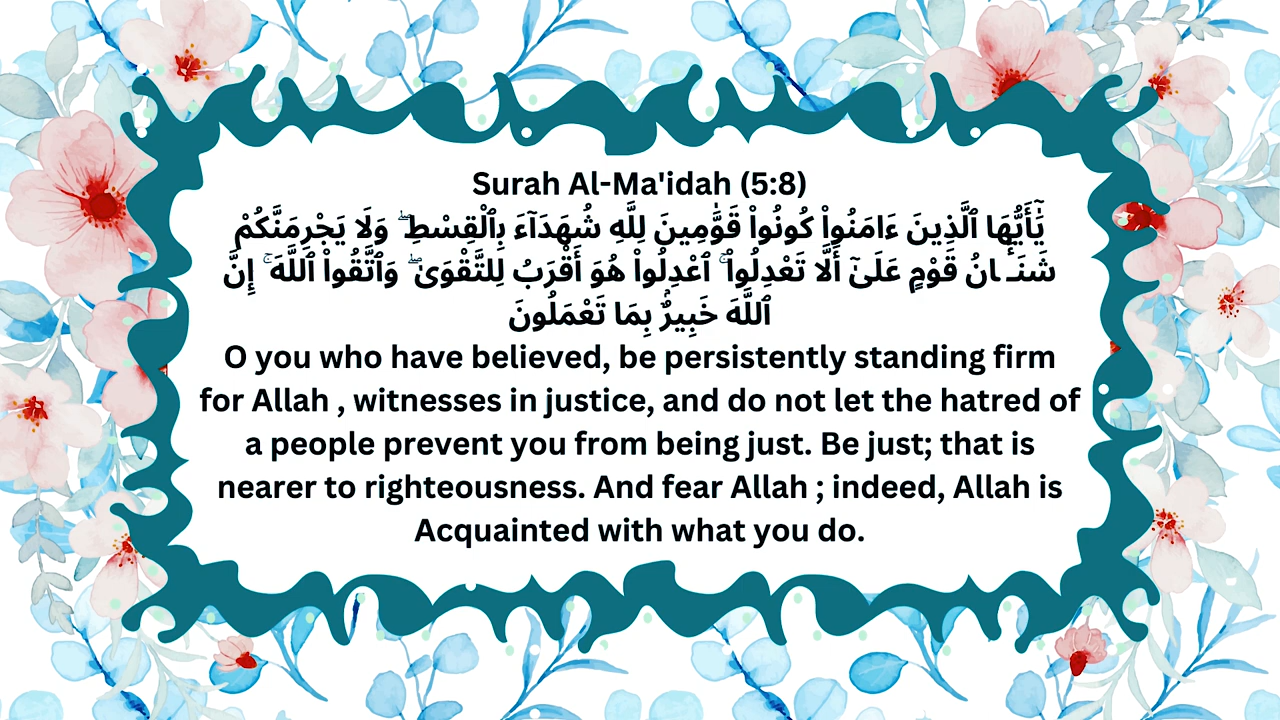 Surah Al-Ma'idah (5:8)
يَٰٓأَيُّهَا ٱلَّذِينَ ءَامَنُواْ كُونُواْ قَوَّٰمِينَ لِلَّهِ شُهَدَآءَ بِٱلْقِسْطِ ۖ وَلَا يَجْرِمَنَّكُمْ
شَنَـَٔانُ قَوْمٍ عَلَىٰٓ أَلَّا تَعْدِلُواْ ۚ ٱعْدِلُواْ هُوَ أَقْرَبُ لِلتَّقْوَىٰ ۖ وَٱتَّقُواْ ٱللَّهَ ۚ إِنَّ
ٱللَّهَ خَبِيرٌۢ بِمَا تَعْمَلُونَ
O you who have believed, be persistently standing firm
for Allah , witnesses in justice, and do not let the hatred of
a people prevent you from being just. Be just; that is
nearer to righteousness. And fear Allah ; indeed, Allah is
Acquainted with what you do.